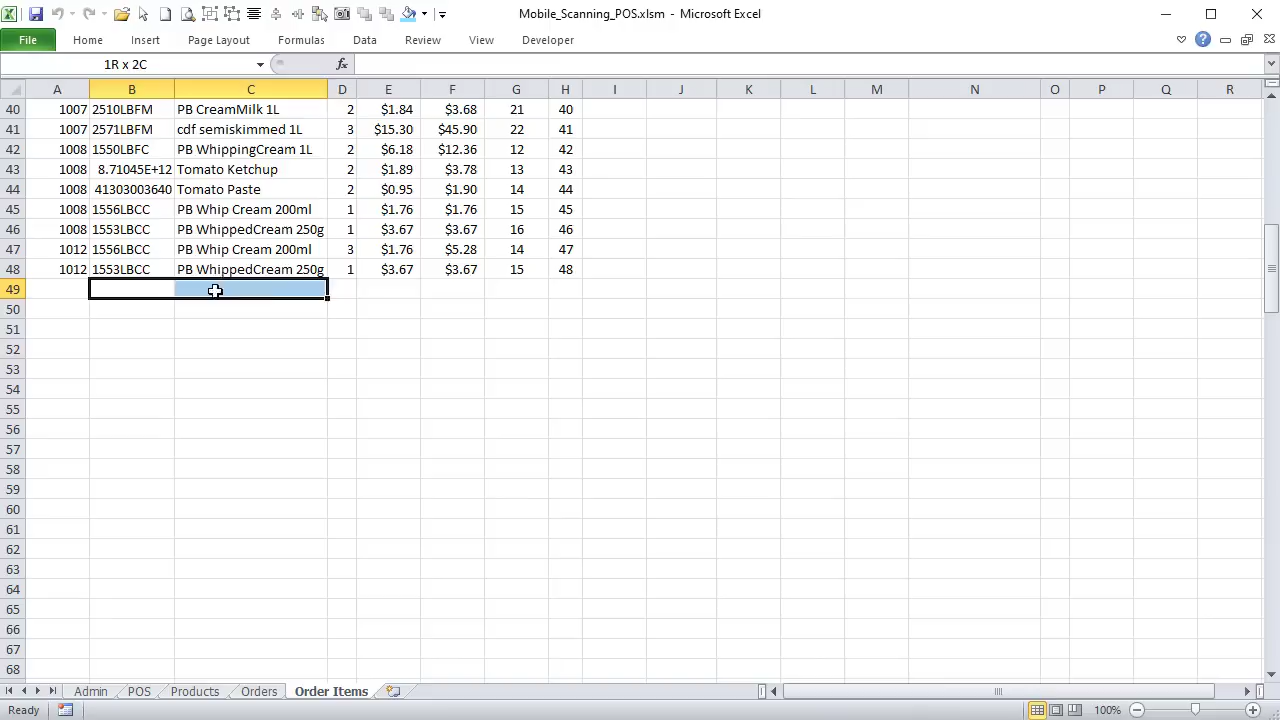 Mobile_Scanning_POS.xlsm - Microsoft Excel
File Home Insert Page Layout Formulas Data Review View Developer
1R x 2C fx
A B C D E F G H I J K L M N O P Q R
40 1007 2510LBFM PB CreamMilk 1L 2 $1.84 $3.68 21 40
41 1007 2571LBFM cdf semiskimmed 1L 3 $15.30 $45.90 22 41
42 1008 1550LBFC PB WhippingCream 1L 2 $6.18 $12.36 12 42
43 1008 8.71045E+12 Tomato Ketchup 2 $1.89 $3.78 13 43
44 1008 41303003640 Tomato Paste 2 $0.95 $1.90 14 44
45 1008 1556LBCC PB Whip Cream 200ml 1 $1.76 $1.76 15 45
46 1008 1553LBCC PB WhippedCream 250g 1 $3.67 $3.67 16 46
47 1012 1556LBCC PB Whip Cream 200ml 3 $1.76 $5.28 14 47
48 1012 1553LBCC PB WhippedCream 250g 1 $3.67 $3.67 15 48
49
50
51
52
53
54
55
56
57
58
59
60
61
62
63
64
65
66
67
68
Admin POS Products Orders Order Items
Ready 100%